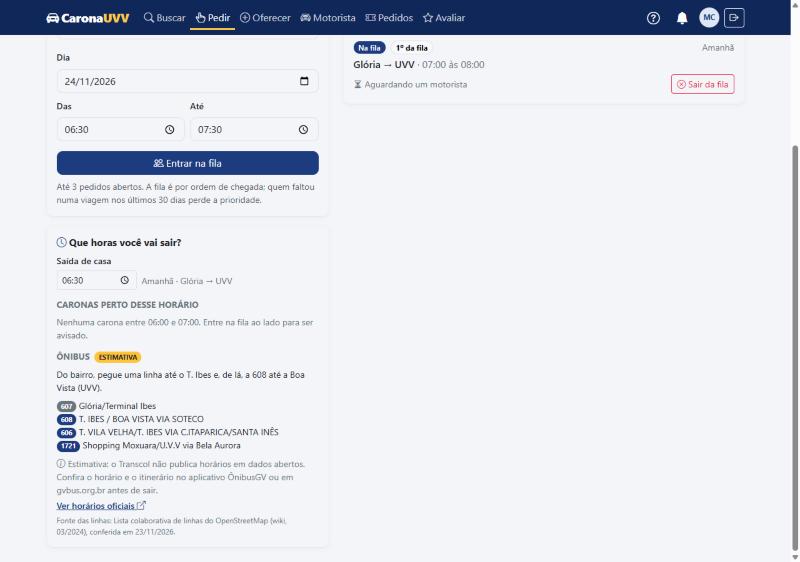 CaronaUVV Buscar Pedir Oferecer Motorista Pedidos Avaliar MC
Dia
24/11/2026
Das Até
06:30 07:30
Entrar na fila
Até 3 pedidos abertos. A fila é por ordem de chegada; quem faltou
numa viagem nos últimos 30 dias perde a prioridade.
Na fila 1º da fila Amanhã
Glória → UVV · 07:00 às 08:00
Aguardando um motorista Sair da fila
Que horas você vai sair?
Saída de casa
06:30 Amanhã · Glória → UVV
CARONAS PERTO DESSE HORÁRIO
Nenhuma carona entre 06:00 e 07:00. Entre na fila ao lado para ser
avisado.
ÔNIBUS ESTIMATIVA
Do bairro, pegue uma linha até o T. Ibes e, de lá, a 608 até a Boa
Vista (UVV).
607 Glória/Terminal Ibes
608 T. IBES / BOA VISTA VIA SOTECO
606 T. VILA VELHA/T. IBES VIA C.ITAPARICA/SANTA INÊS
1721 Shopping Moxuara/U.V.V via Bela Aurora
Estimativa: o Transcol não publica horários em dados abertos.
Confira o horário e o itinerário no aplicativo ÔnibusGV ou em
gvbus.org.br antes de sair.
Ver horários oficiais
Fonte das linhas: Lista colaborativa de linhas do OpenStreetMap (wiki,
03/2024), conferida em 23/11/2026.